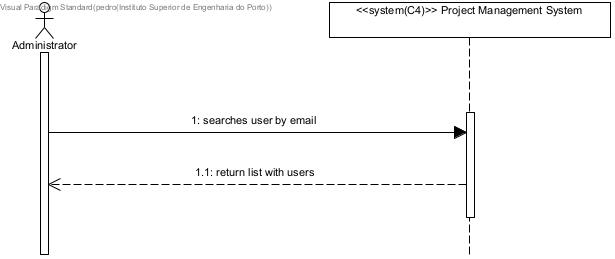 Visual Paradigm Standard(pedro(Instituto Superior de Engenharia do Porto))
<<system(C4)>> Project Management System
Administrator
1: searches user by email
1.1: return list with users